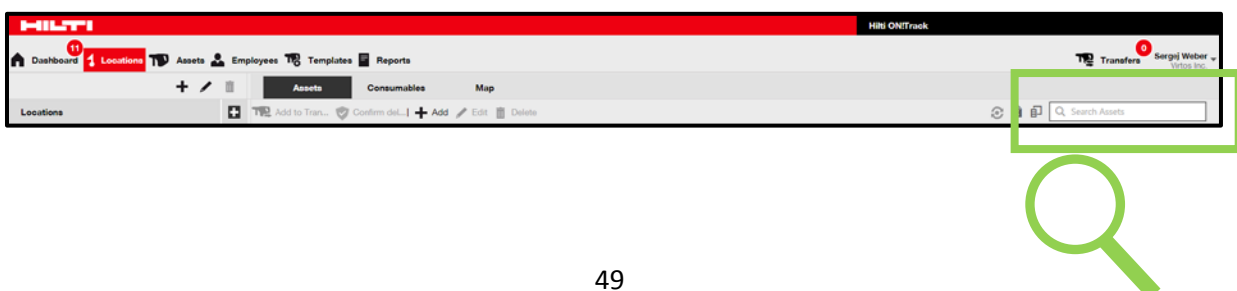 HILTI Hilti ON!Track
11 0
Dashboard Locations Assets Employees Templates Reports Transfers Sergej Weber
Virtos Inc.
Assets Consumables Map
Locations Add to Tran... Confirm del...| Add Edit Delete Search Assets
49